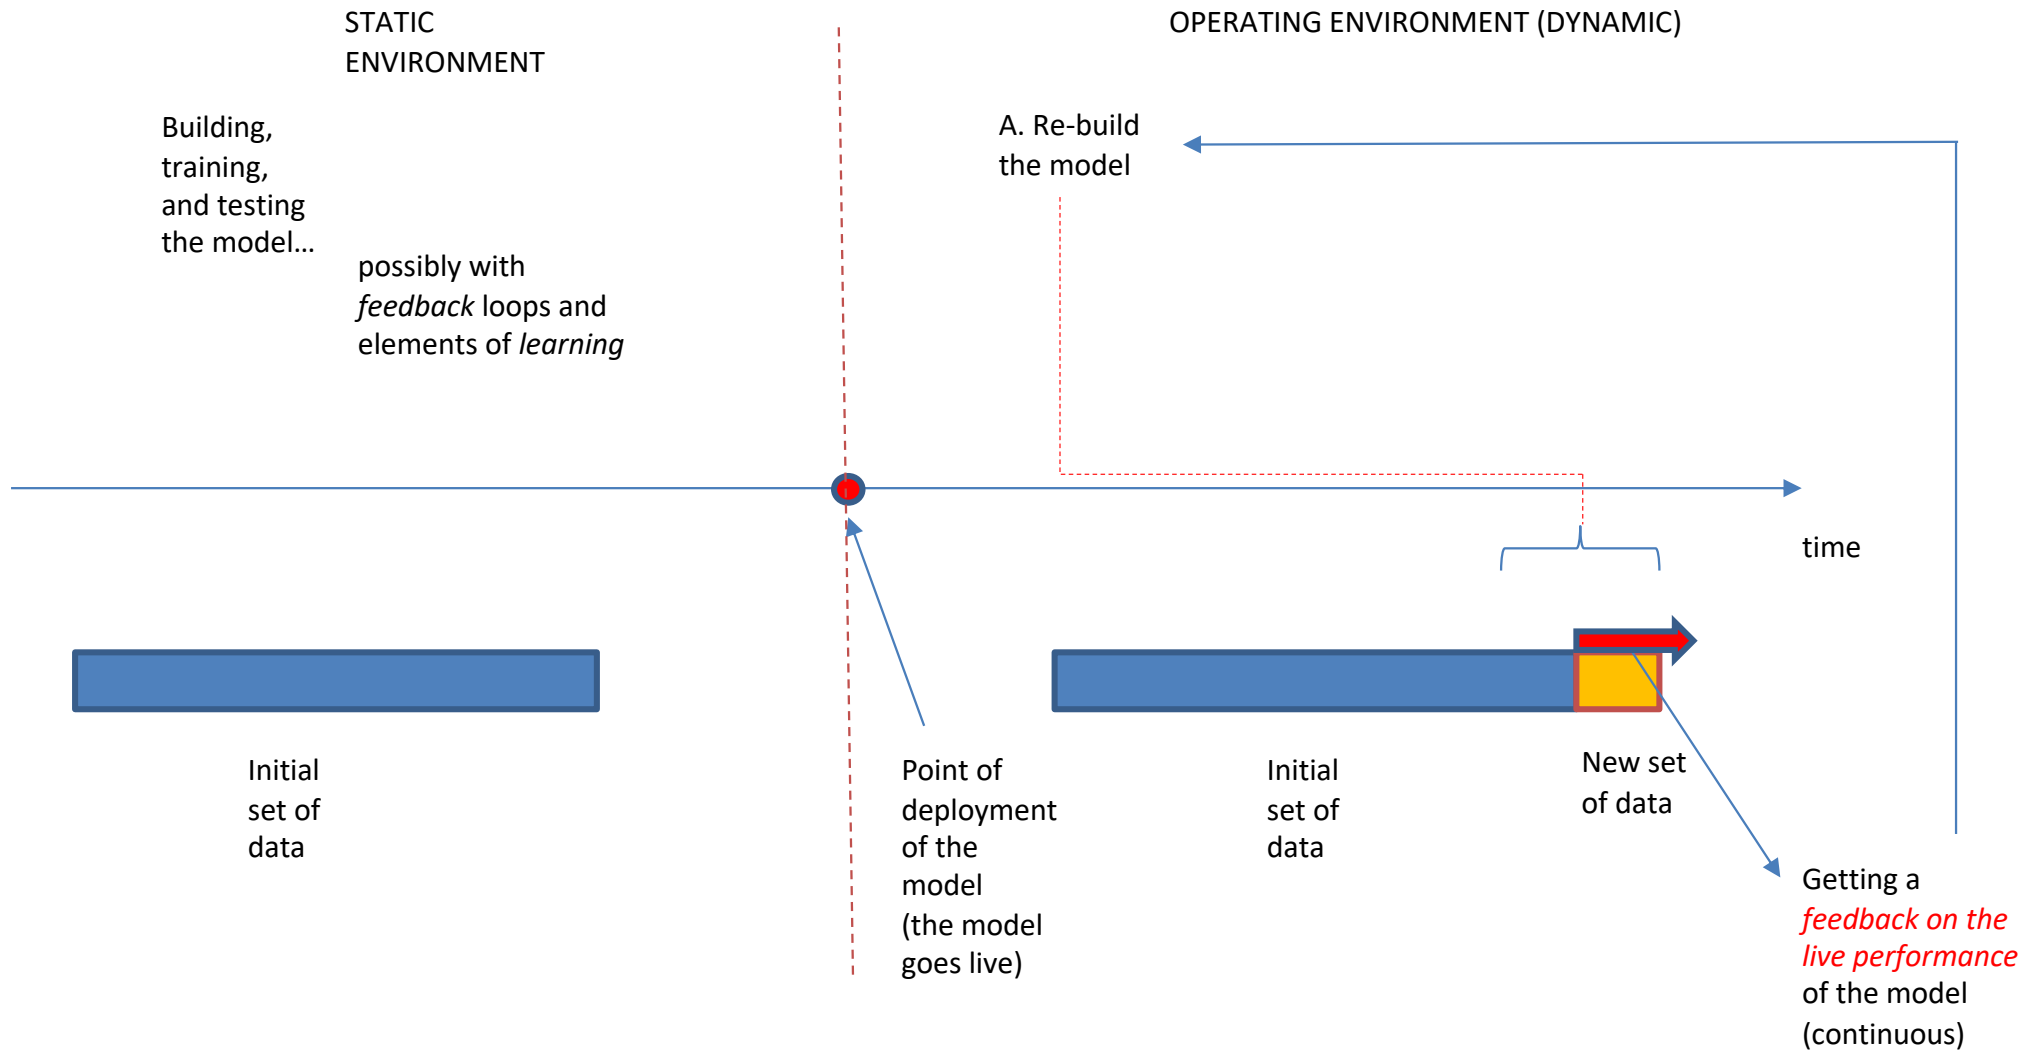 STATIC
ENVIRONMENT
OPERATING ENVIRONMENT (DYNAMIC)
Building,
training,
and testing
the model…
possibly with
feedback loops and
elements of learning
A. Re-build
the model
time
Initial
set of
data
Point of
deployment
of the
model
(the model
goes live)
Initial
set of
data
New set
of data
Getting a
feedback on the
live performance
of the model
(continuous)